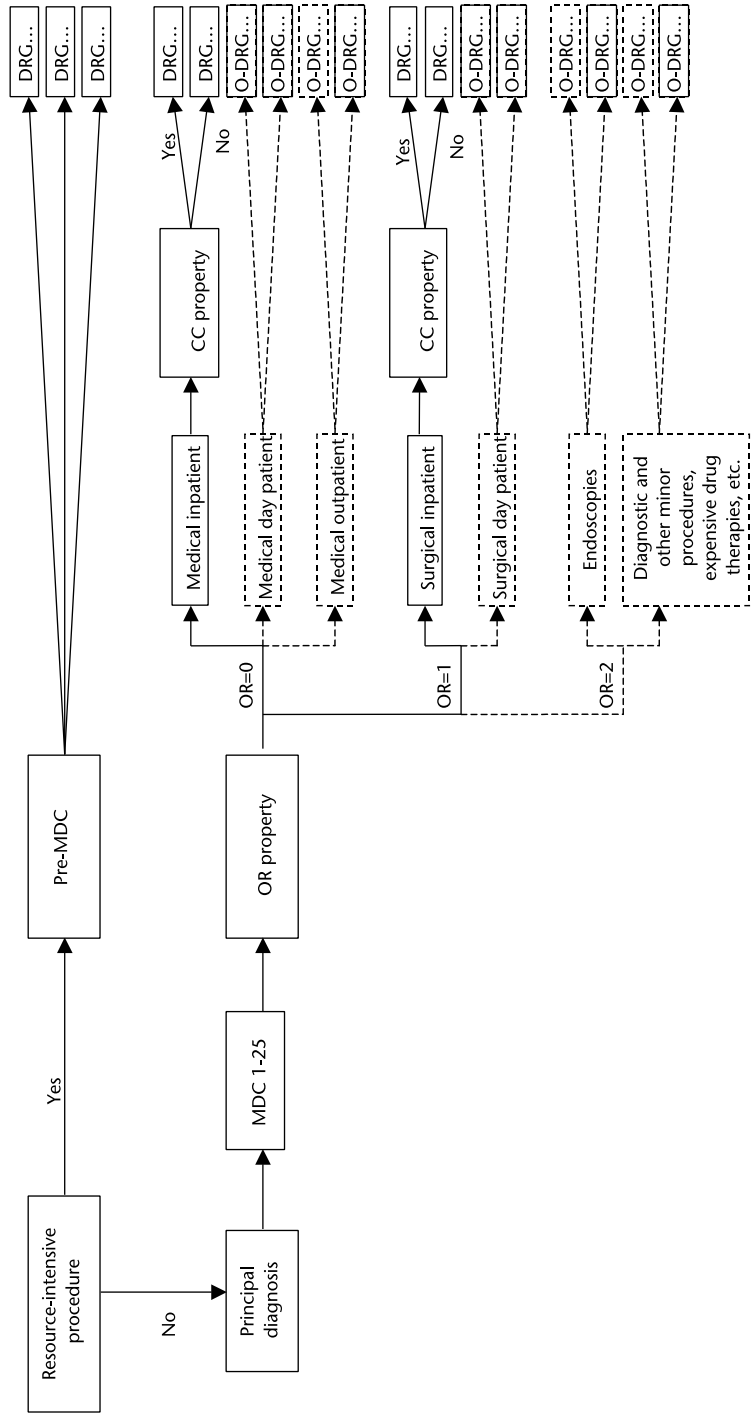 Resource-intensive
procedure
Yes
Pre-MDC
DRG...
DRG...
DRG...
No
Principal
diagnosis
MDC 1-25
OR property
OR=0
Medical inpatient
CC property
Yes
No
DRG...
DRG...
Medical day patient
O-DRG...
O-DRG...
Medical outpatient
O-DRG...
O-DRG...
OR=1
Surgical inpatient
CC property
Yes
No
DRG...
DRG...
Surgical day patient
O-DRG...
O-DRG...
OR=2
Endoscopies
O-DRG...
O-DRG...
Diagnostic and
other minor
procedures,
expensive drug
therapies, etc.
O-DRG...
O-DRG...